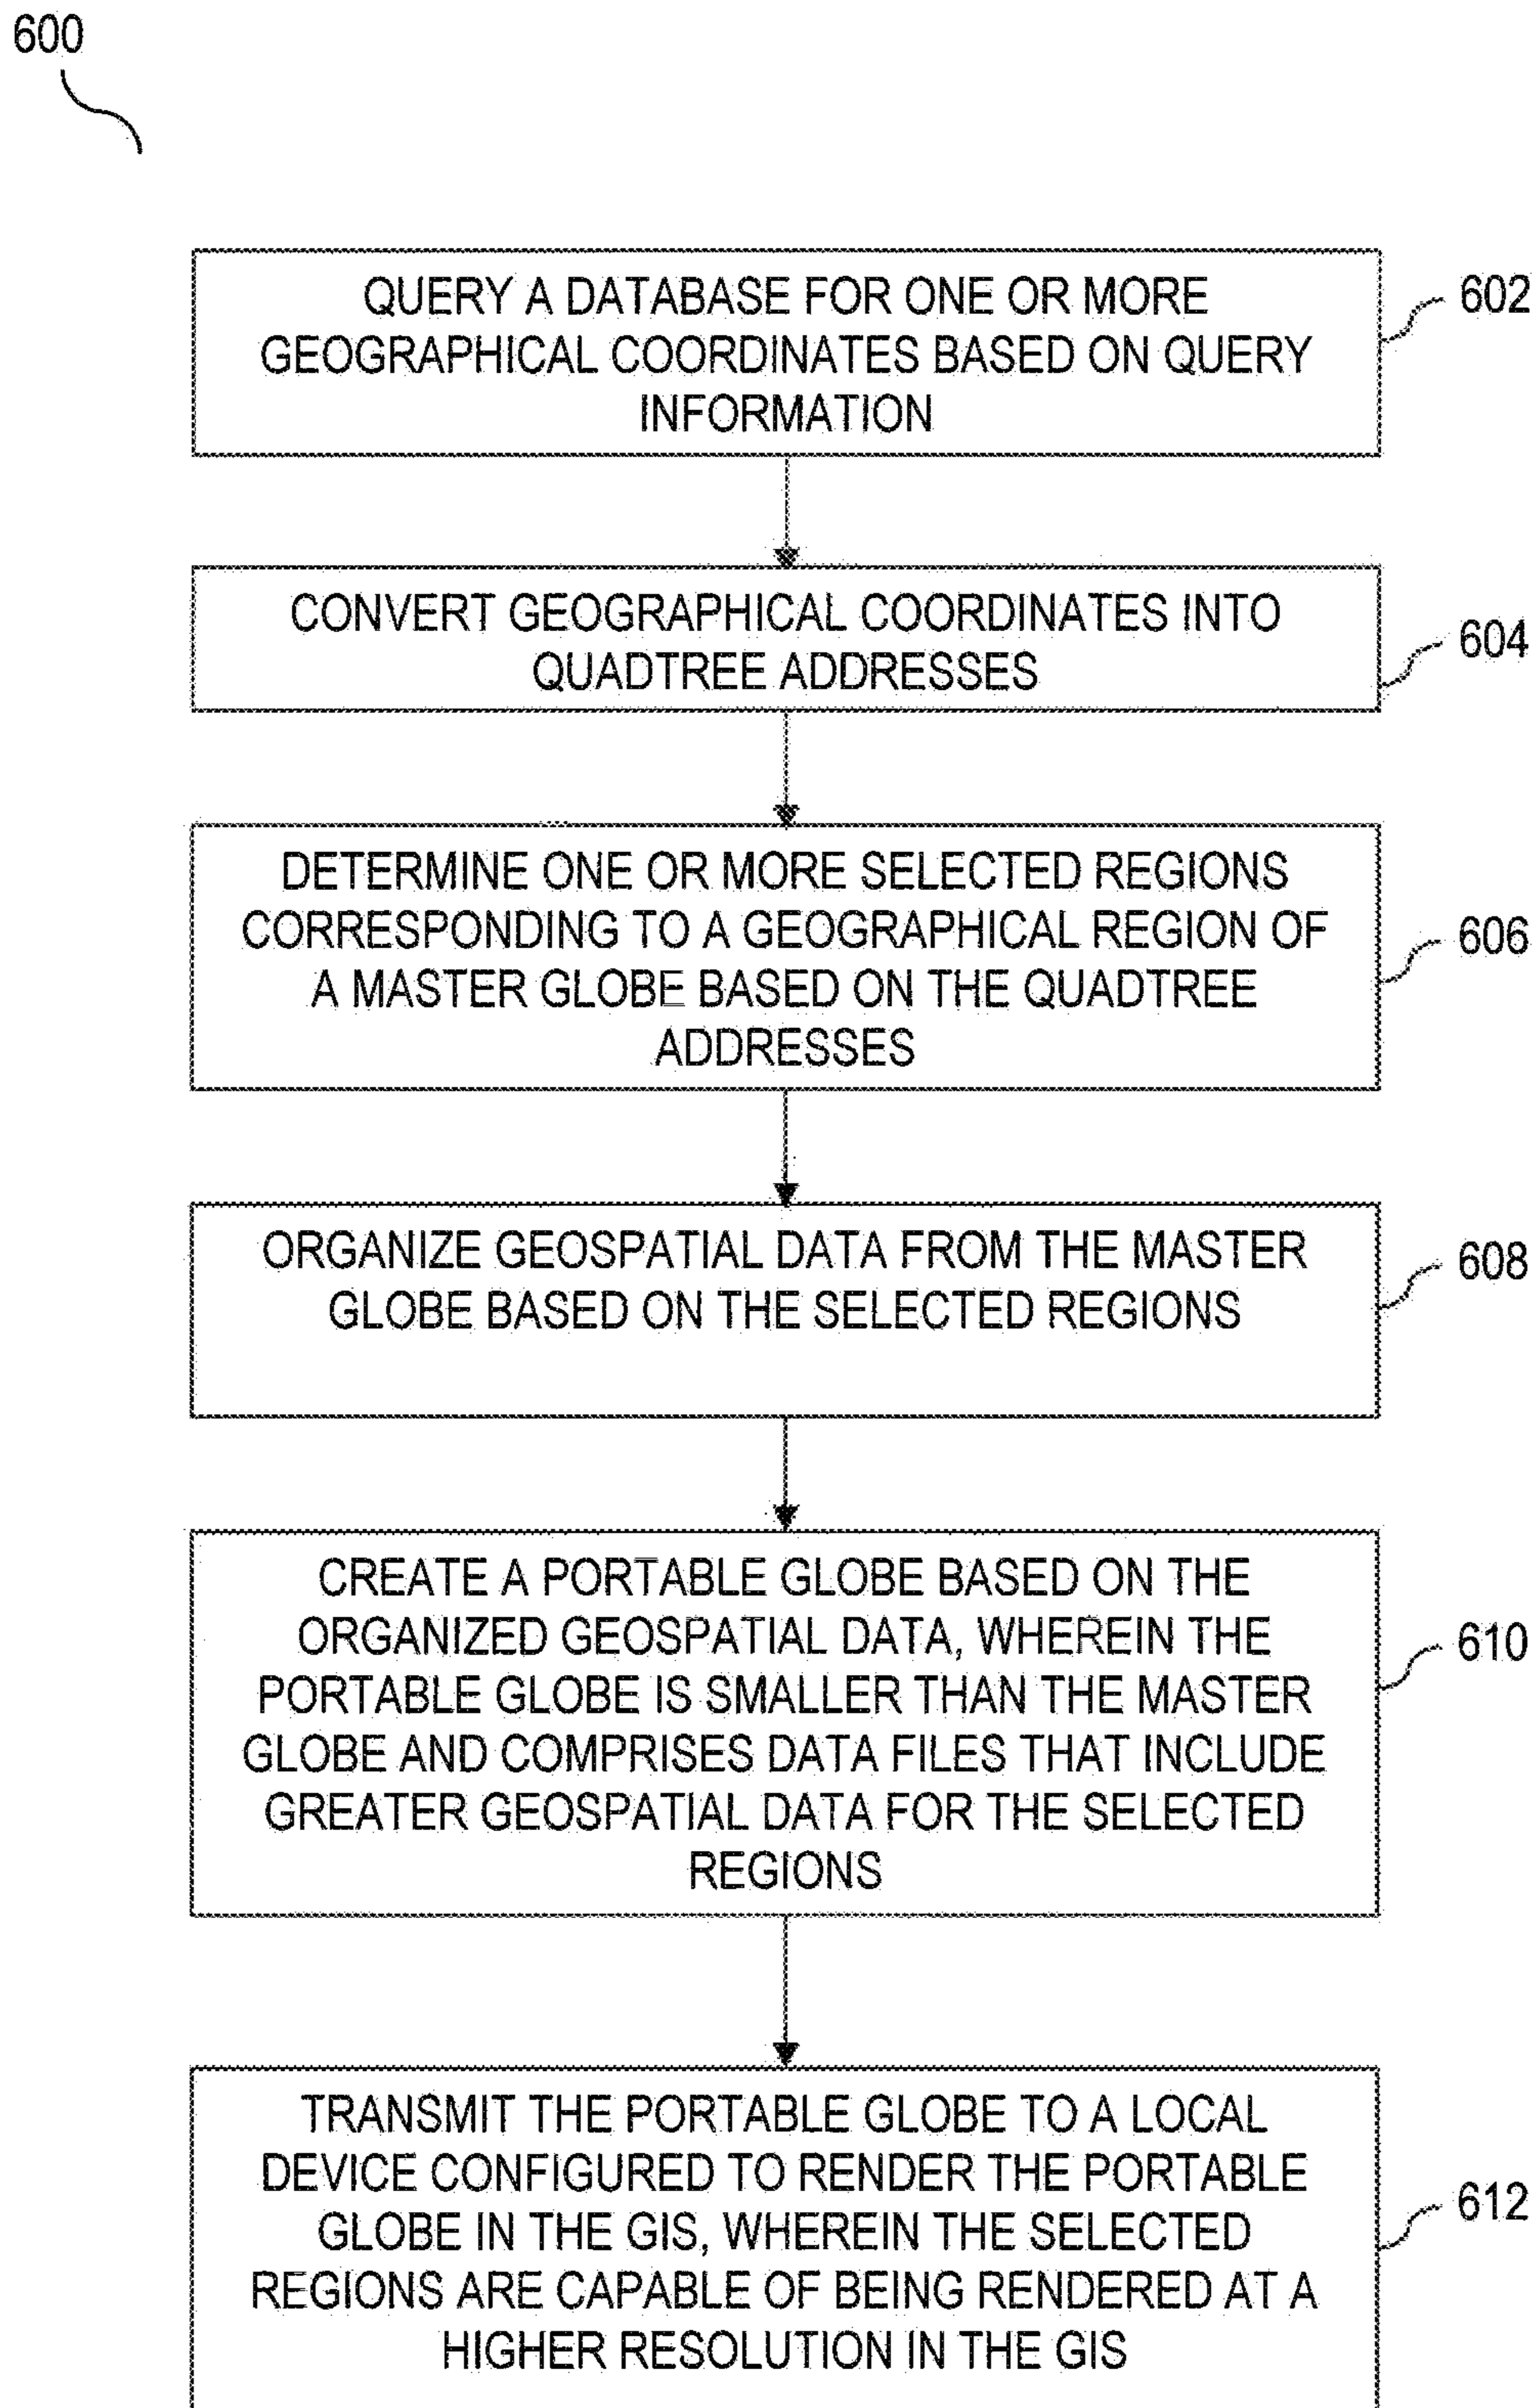 600
QUERY A DATABASE FOR ONE OR MORE
GEOGRAPHICAL COORDINATES BASED ON QUERY
INFORMATION
602
CONVERT GEOGRAPHICAL COORDINATES INTO
QUADTREE ADDRESSES
604
DETERMINE ONE OR MORE SELECTED REGIONS
CORRESPONDING TO A GEOGRAPHICAL REGION OF
A MASTER GLOBE BASED ON THE QUADTREE
ADDRESSES
606
ORGANIZE GEOSPATIAL DATA FROM THE MASTER
GLOBE BASED ON THE SELECTED REGIONS
608
CREATE A PORTABLE GLOBE BASED ON THE
ORGANIZED GEOSPATIAL DATA, WHEREIN THE
PORTABLE GLOBE IS SMALLER THAN THE MASTER
GLOBE AND COMPRISES DATA FILES THAT INCLUDE
GREATER GEOSPATIAL DATA FOR THE SELECTED
REGIONS
610
TRANSMIT THE PORTABLE GLOBE TO A LOCAL
DEVICE CONFIGURED TO RENDER THE PORTABLE
GLOBE IN THE GIS, WHEREIN THE SELECTED
REGIONS ARE CAPABLE OF BEING RENDERED AT A
HIGHER RESOLUTION IN THE GIS
612